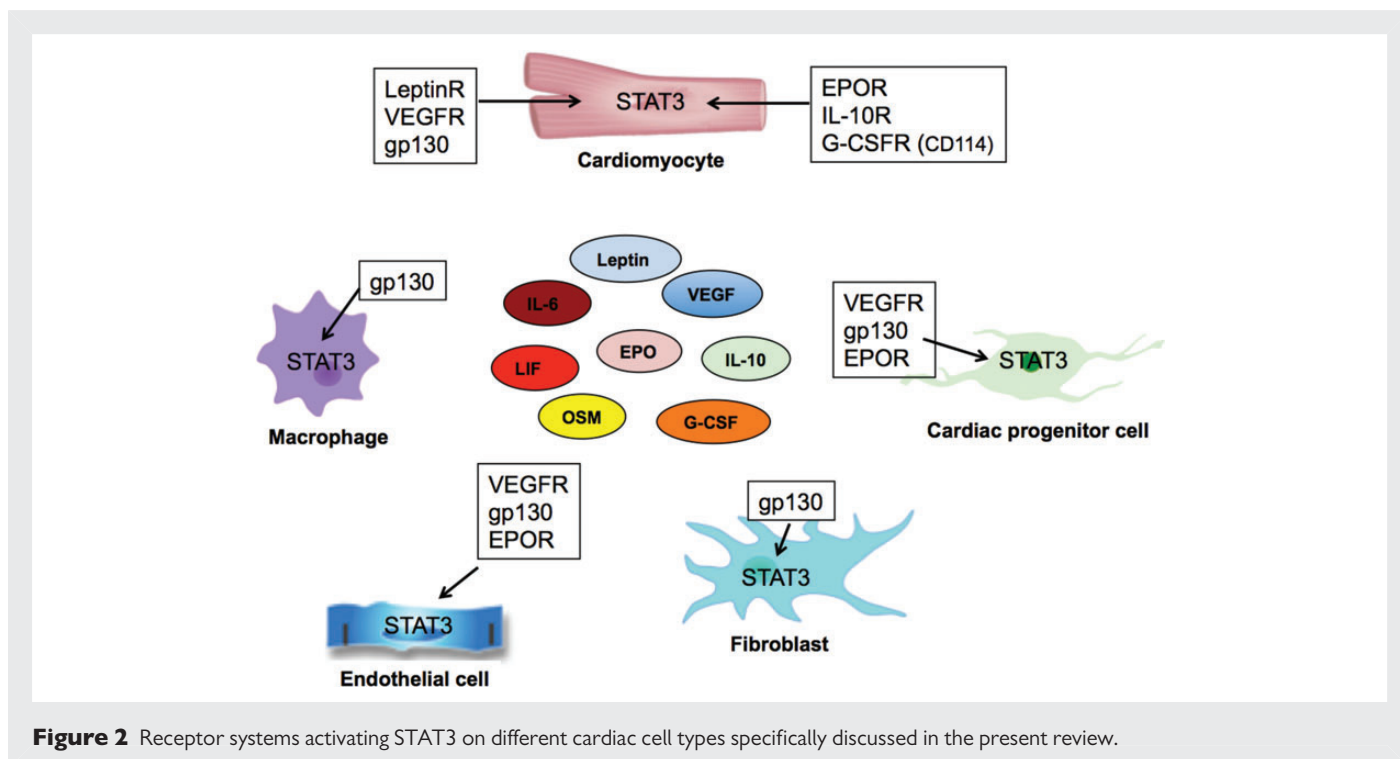 LeptinR
VEGFR
gp130
STAT3
EPOR
IL-10R
G-CSFR (CD114)
Cardiomyocyte
gp130
STAT3
Macrophage
Leptin
IL-6
VEGF
LIF
EPO
IL-10
OSM
G-CSF
VEGFR
gp130
EPOR
STAT3
Cardiac progenitor cell
VEGFR
gp130
EPOR
STAT3
Endothelial cell
gp130
STAT3
Fibroblast
Figure 2 Receptor systems activating STAT3 on different cardiac cell types specifically discussed in the present review.